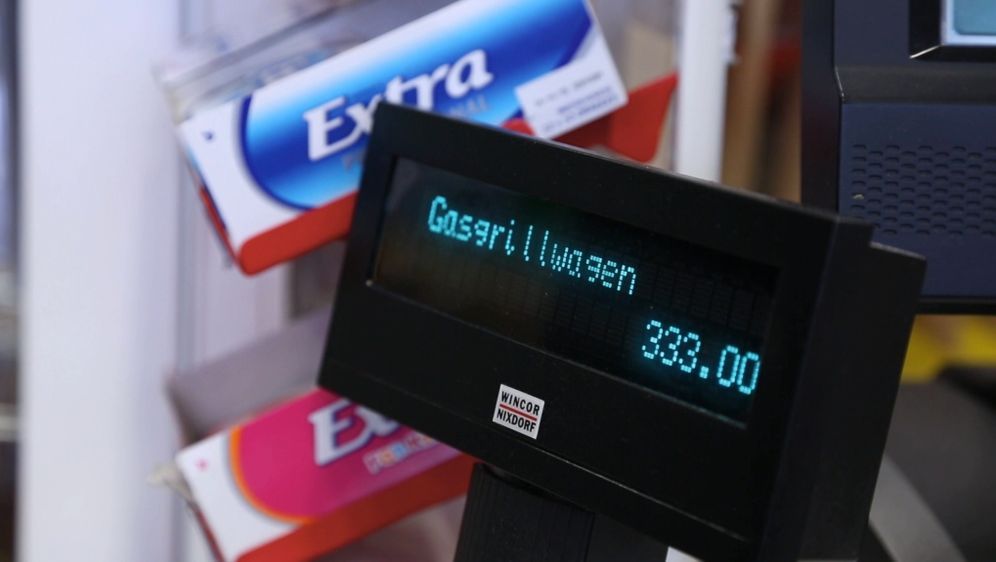 Extra
Gasgrillwagen
333.00
WINCOR
NIXDORF